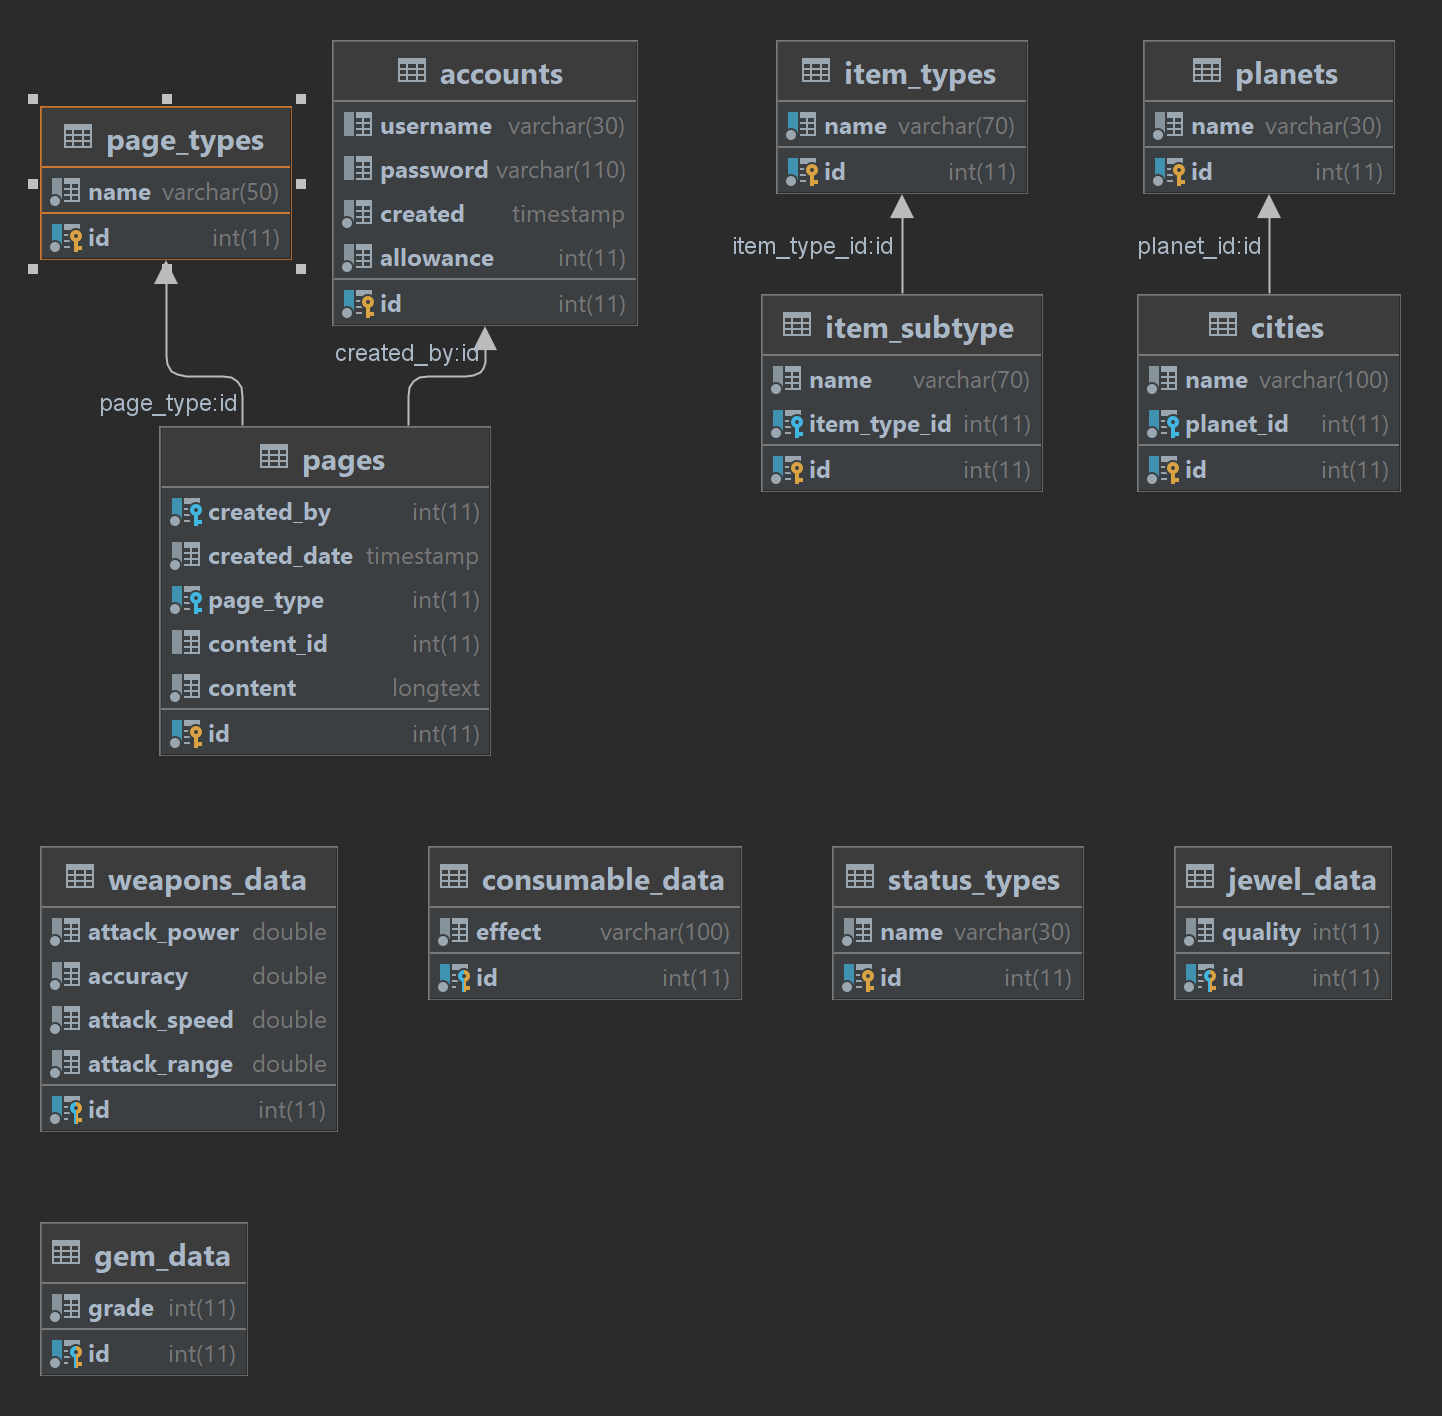 page_types
name varchar(50)
id int(11)
accounts
username varchar(30)
password varchar(110)
created timestamp
allowance int(11)
id int(11)
item_types
name varchar(70)
id int(11)
planets
name varchar(30)
id int(11)
page_type:id
created_by:id
item_type_id:id
planet_id:id
pages
created_by int(11)
created_date timestamp
page_type int(11)
content_id int(11)
content longtext
id int(11)
item_subtype
name varchar(70)
item_type_id int(11)
id int(11)
cities
name varchar(100)
planet_id int(11)
id int(11)
weapons_data
attack_power double
accuracy double
attack_speed double
attack_range double
id int(11)
consumable_data
effect varchar(100)
id int(11)
status_types
name varchar(30)
id int(11)
jewel_data
quality int(11)
id int(11)
gem_data
grade int(11)
id int(11)